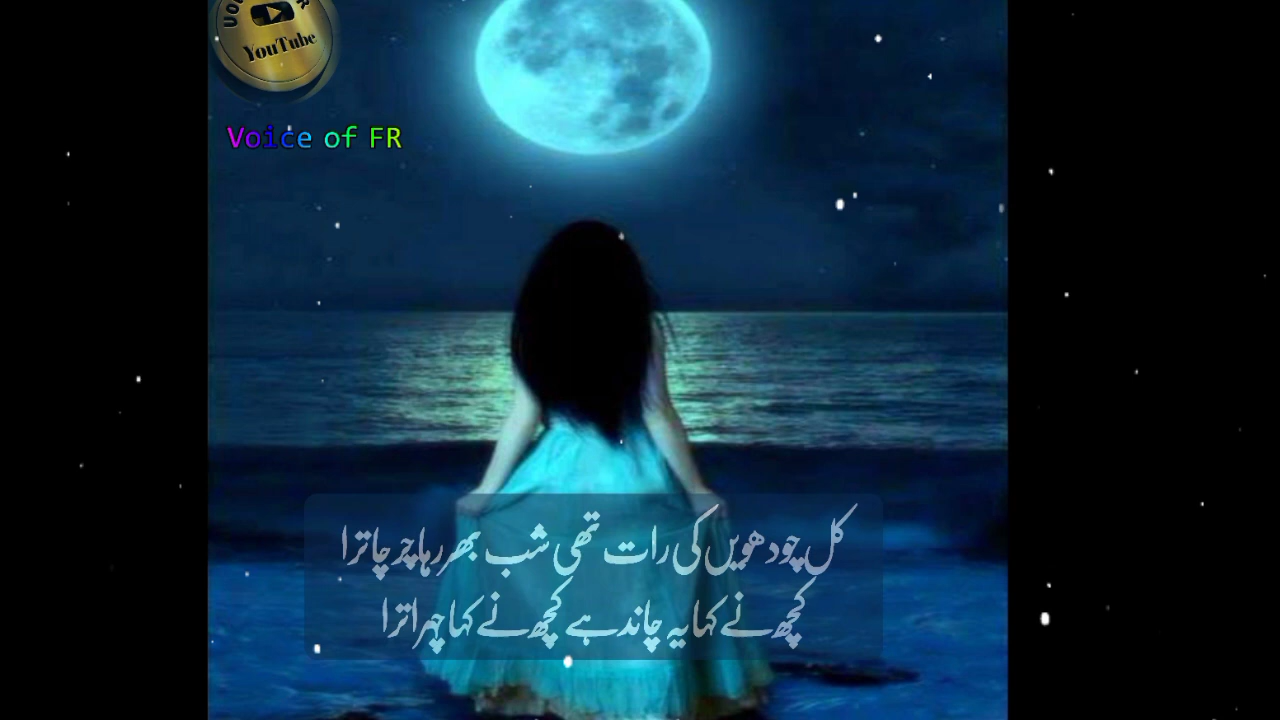 YouTube
Voice of FR
کل چودھویں کی رات تھی شب بھر رہا چرچا ترا
کچھ نے کہا یہ چاند ہے کچھ نے کہا چہرا ترا